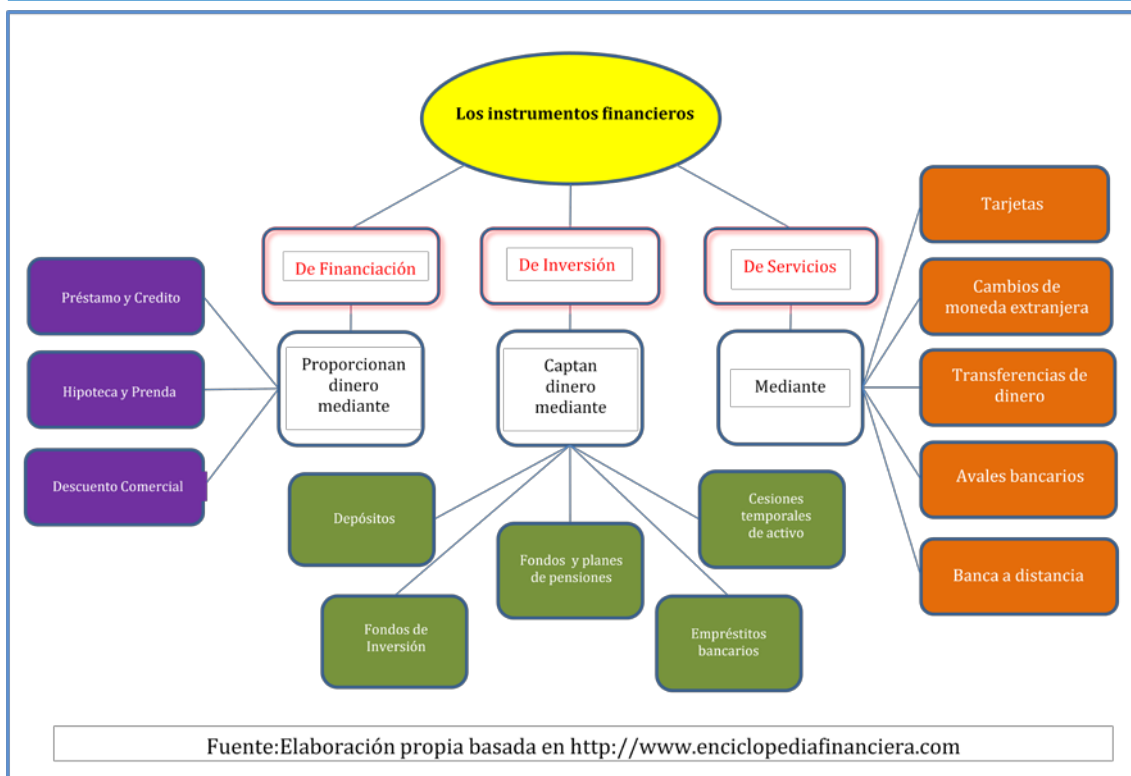 Los instrumentos financieros
De Financiación
De Inversión
De Servicios
Proporcionan
dinero
mediante
Captan
dinero
mediante
Mediante
Préstamo y Credito
Hipoteca y Prenda
Descuento Comercial
Depósitos
Fondos de
Inversión
Fondos y planes
de pensiones
Empréstitos
bancarios
Cesiones
temporales
de activo
Tarjetas
Cambios de
moneda extranjera
Transferencias de
dinero
Avales bancarios
Banca a distancia
Fuente:Elaboración propia basada en http://www.enciclopediafinanciera.com